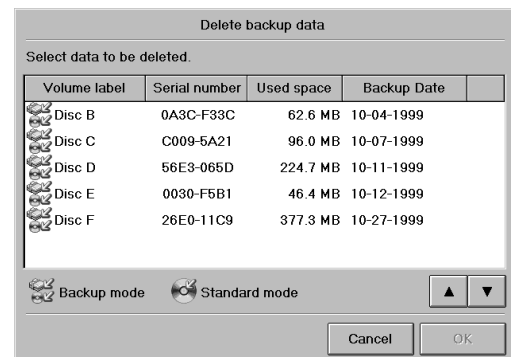 Delete backup data
Select data to be deleted.
Volume label Serial number Used space Backup Date
Disc B 0A3C-F33C 62.6 MB 10-04-1999
Disc C C009-5A21 96.0 MB 10-07-1999
Disc D 56E3-065D 224.7 MB 10-11-1999
Disc E 0030-F5B1 46.4 MB 10-12-1999
Disc F 26E0-11C9 377.3 MB 10-27-1999
Backup mode Standard mode
Cancel OK